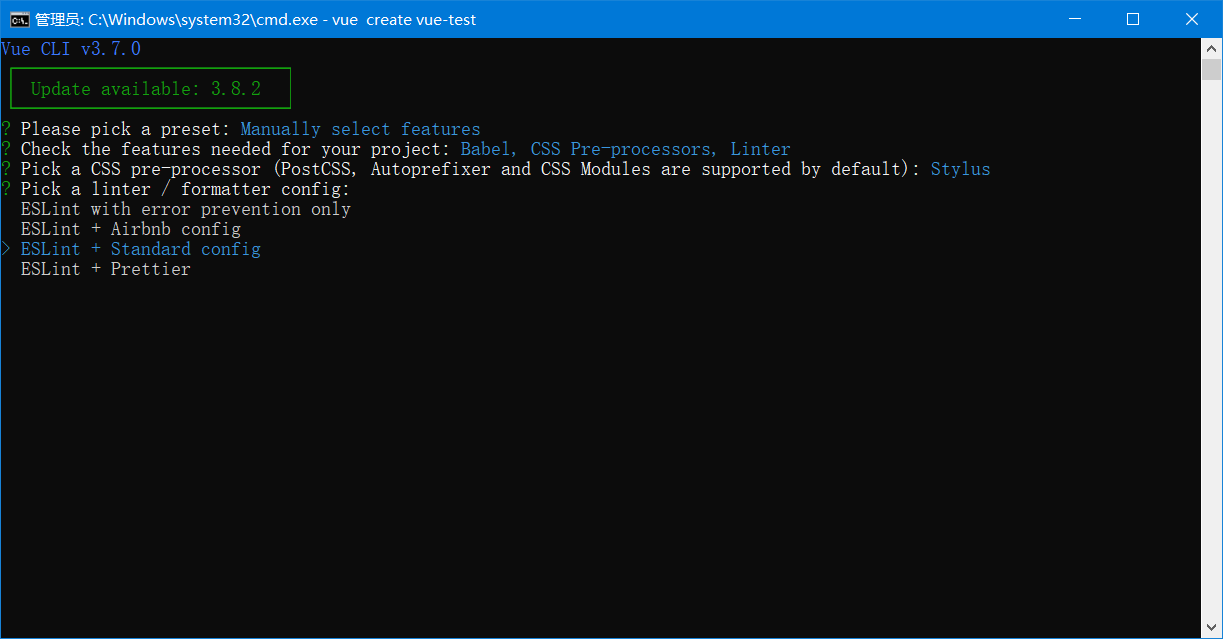 管理员: C:\Windows\system32\cmd.exe - vue  create vue-test
Vue CLI v3.7.0
Update available: 3.8.2
? Please pick a preset: Manually select features
? Check the features needed for your project: Babel, CSS Pre-processors, Linter
? Pick a CSS pre-processor (PostCSS, Autoprefixer and CSS Modules are supported by default): Stylus
? Pick a linter / formatter config:
ESLint with error prevention only
ESLint + Airbnb config
> ESLint + Standard config
ESLint + Prettier